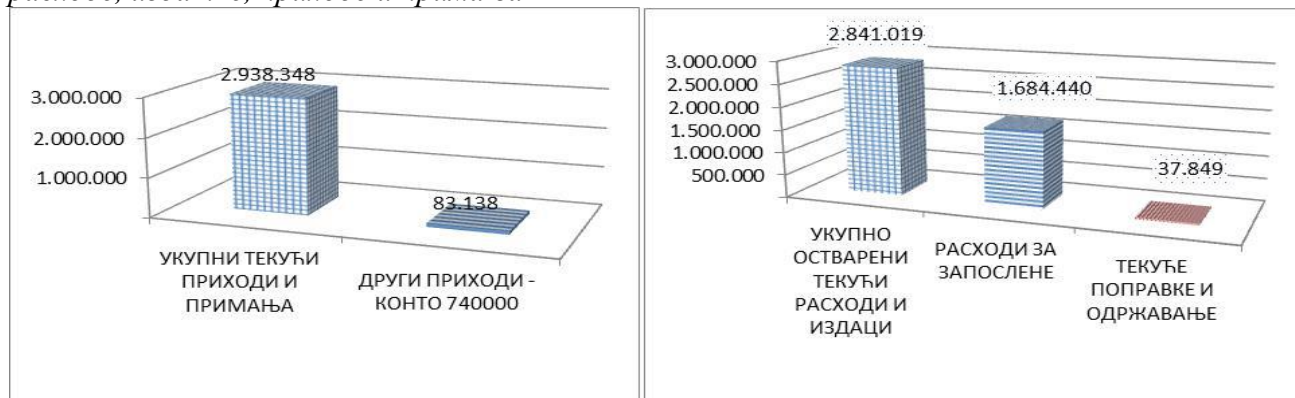 2.938.348
3.000.000
2.000.000
1.000.000
83.138
УКУПНИ ТЕКУЋИ
ПРИХОДИ И
ПРИМАЊА
ДРУГИ ПРИХОДИ -
КОНТО 740000
2.841.019
3.000.000
2.500.000
2.000.000
1.500.000
1.000.000
500.000
1.684.440
37.849
УКУПНО
ОСТВАРЕНИ
ТЕКУЋИ
РАСХОДИ И
ИЗДАЦИ
РАСХОДИ ЗА
ЗАПОСЛЕНЕ
ТЕКУЋЕ
ПОПРАВКЕ И
ОДРЖАВАЊЕ